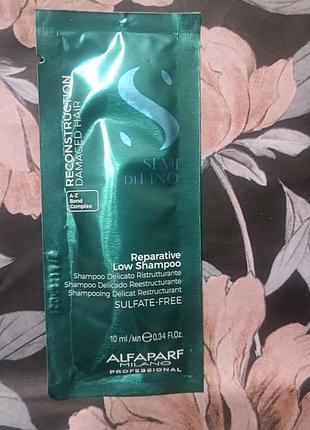 RECONSTRUCTION
DAMAGED HAIR
A-Z
Bond
Complex
SEMI
DI LINO
Reparative
Low Shampoo
Shampoo Delicato Ristrutturante
Shampoo Delicado Reestructurante
Shampooing Délicat Restructurant
SULFATE-FREE
10 ml/мл ℮ 0.34 Fl.Oz.
ALFAPARF
MILANO
PROFESSIONAL